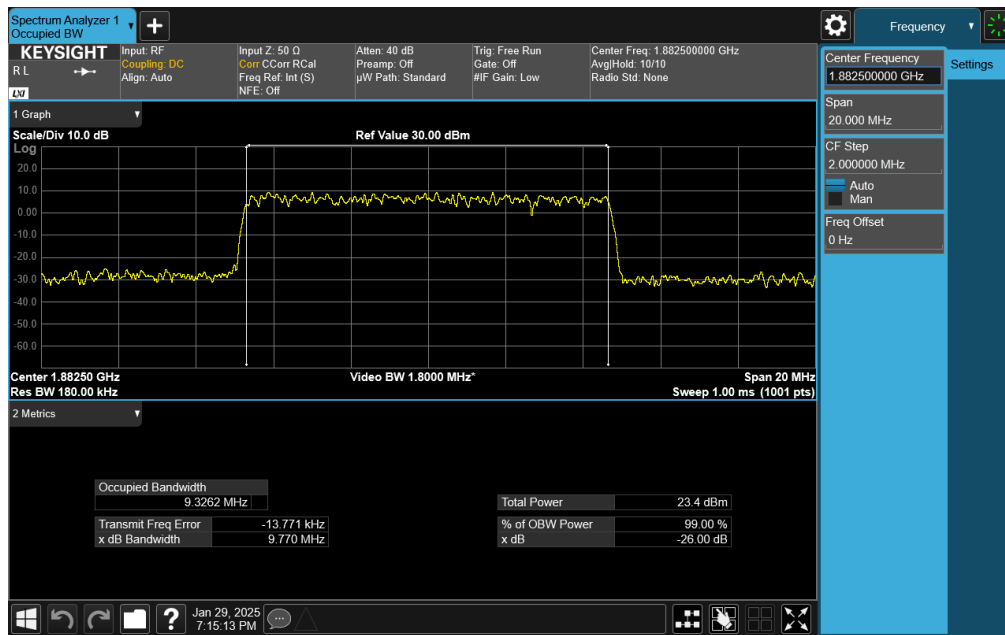 Spectrum Analyzer 1
Occupied BW
Frequency
KEYSIGHT
R L
LXI
Input: RF
Coupling: DC
Align: Auto
Input Z: 50 Ω
Corr CCorr RCal
Freq Ref: Int (S)
NFE: Off
Atten: 40 dB
Preamp: Off
µW Path: Standard
Trig: Free Run
Gate: Off
#IF Gain: Low
Center Freq: 1.882500000 GHz
Avg|Hold: 10/10
Radio Std: None
Center Frequency
1.882500000 GHz
Settings
Span
20.000 MHz
CF Step
2.000000 MHz
Auto
Man
Freq Offset
0 Hz
1 Graph
Scale/Div 10.0 dB
Ref Value 30.00 dBm
Log
20.0
10.0
0.00
-10.0
-20.0
-30.0
-40.0
-50.0
-60.0
Center 1.88250 GHz
Video BW 1.8000 MHz*
Span 20 MHz
Res BW 180.00 kHz
Sweep 1.00 ms (1001 pts)
2 Metrics
Occupied Bandwidth
9.3262 MHz
Total Power 23.4 dBm
Transmit Freq Error -13.771 kHz
% of OBW Power 99.00 %
x dB Bandwidth 9.770 MHz
x dB -26.00 dB
Jan 29, 2025
7:15:13 PM